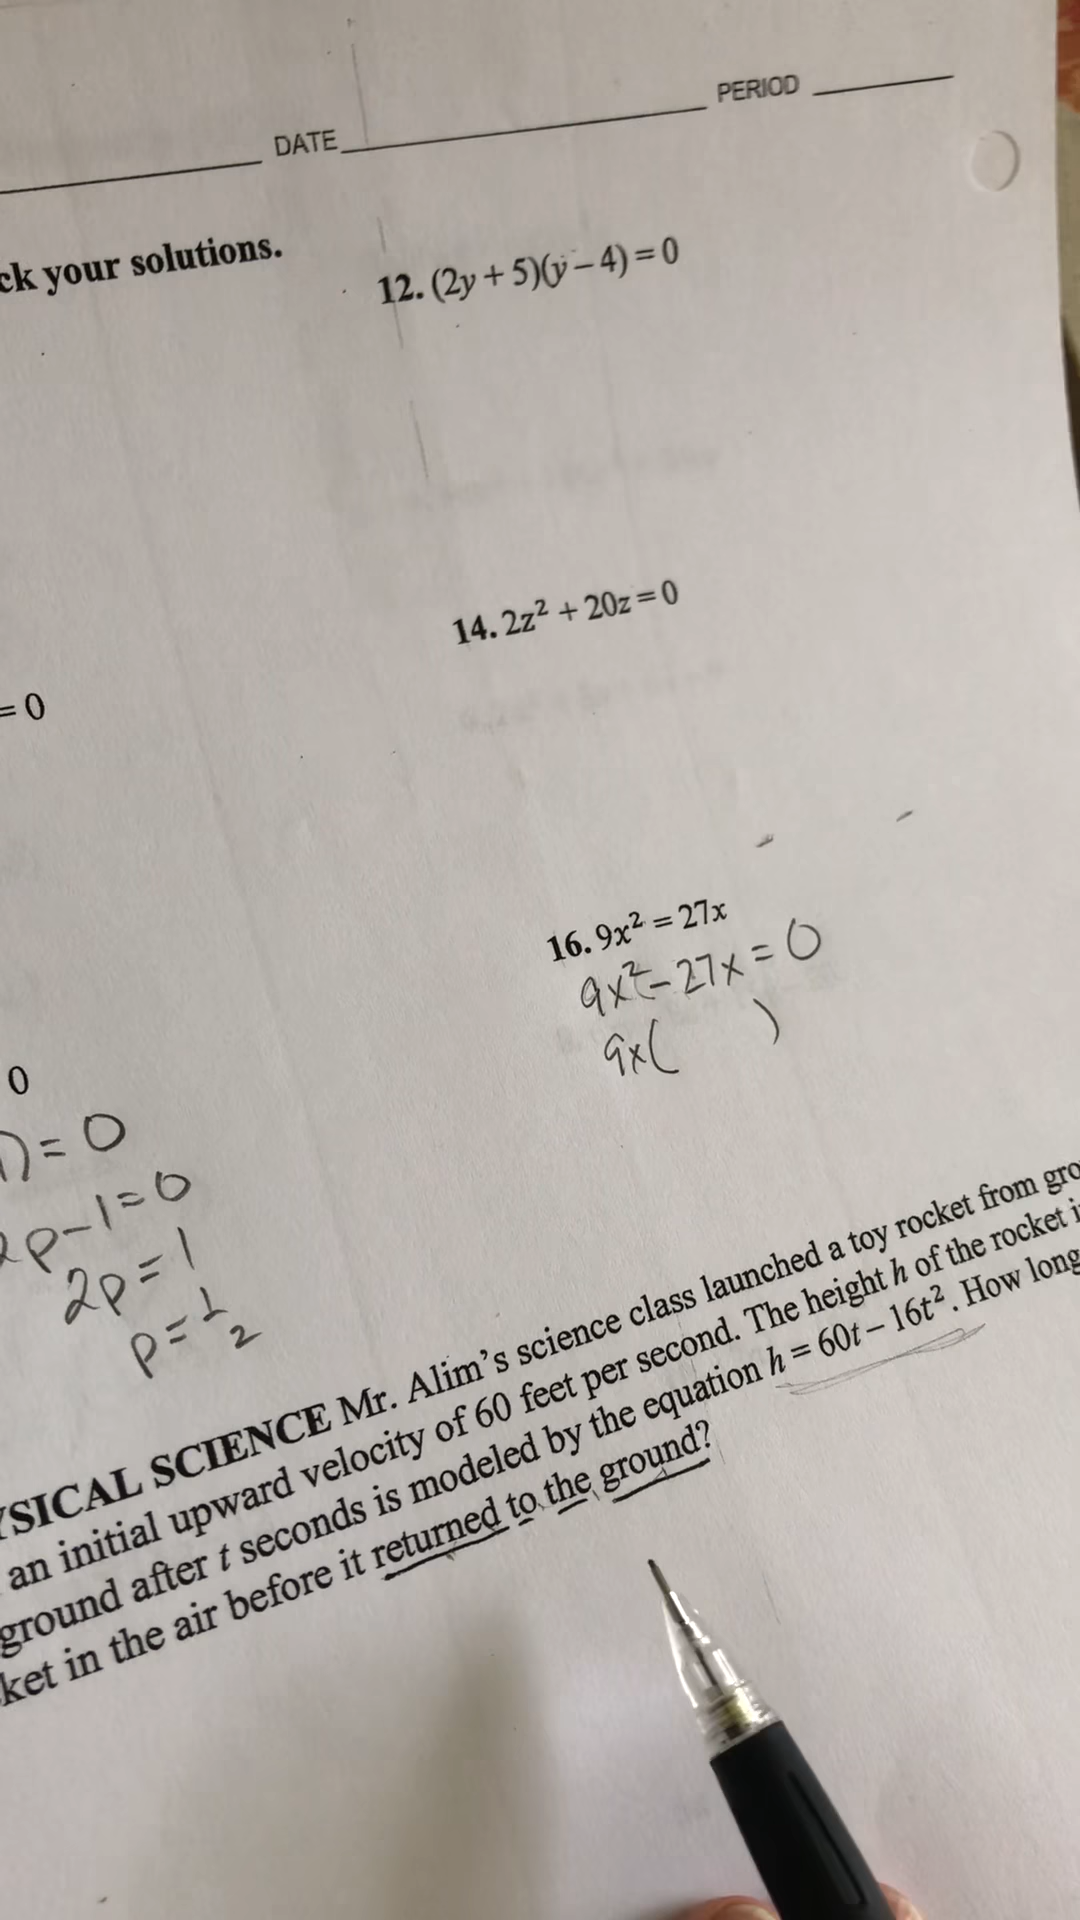 DATE PERIOD
ck your solutions.
12. (2y + 5)(y – 4) = 0
14. 2z² + 20z = 0
= 0
16. 9x² = 27x
9x² – 27x = 0
9x( )
0
) = 0
2p – 1 = 0
2p = 1
p = 1/2
YSICAL SCIENCE Mr. Alim's science class launched a toy rocket from gro
an initial upward velocity of 60 feet per second. The height h of the rocket i
ground after t seconds is modeled by the equation h = 60t – 16t². How long
ket in the air before it returned to the ground?